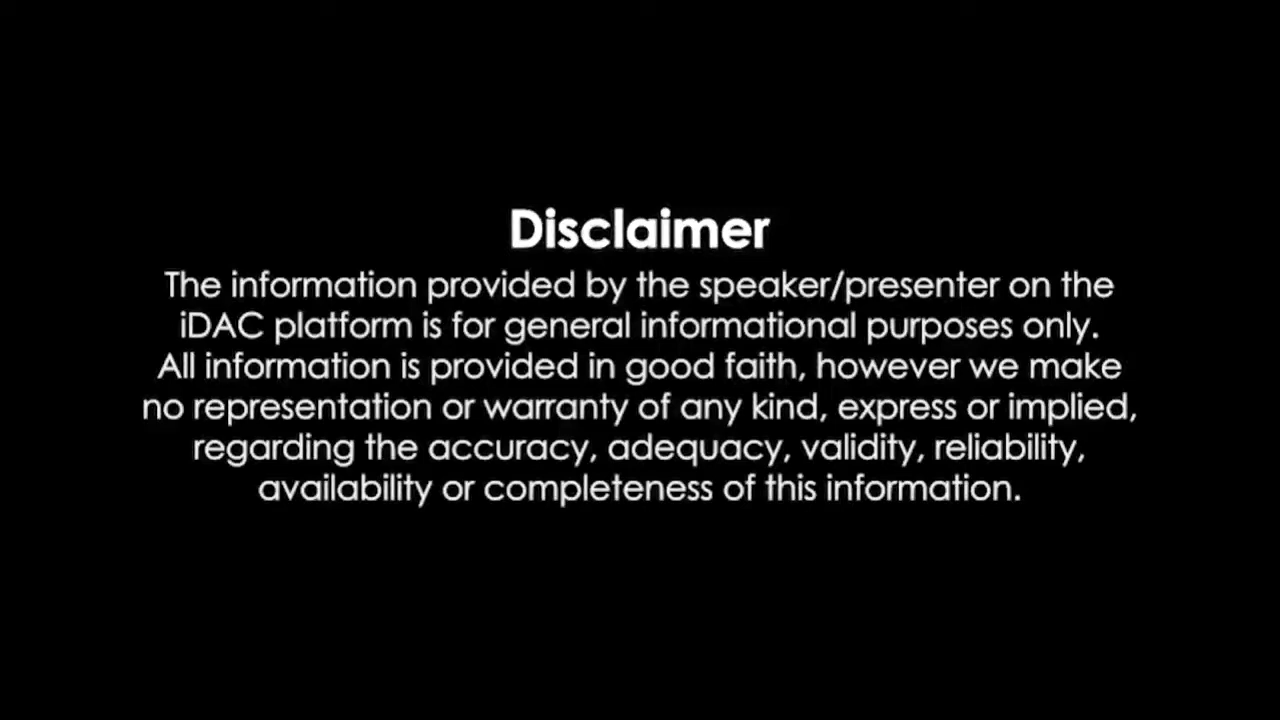 Disclaimer
The information provided by the speaker/presenter on the
iDAC platform is for general informational purposes only.
All information is provided in good faith, however we make
no representation or warranty of any kind, express or implied,
regarding the accuracy, adequacy, validity, reliability,
availability or completeness of this information.